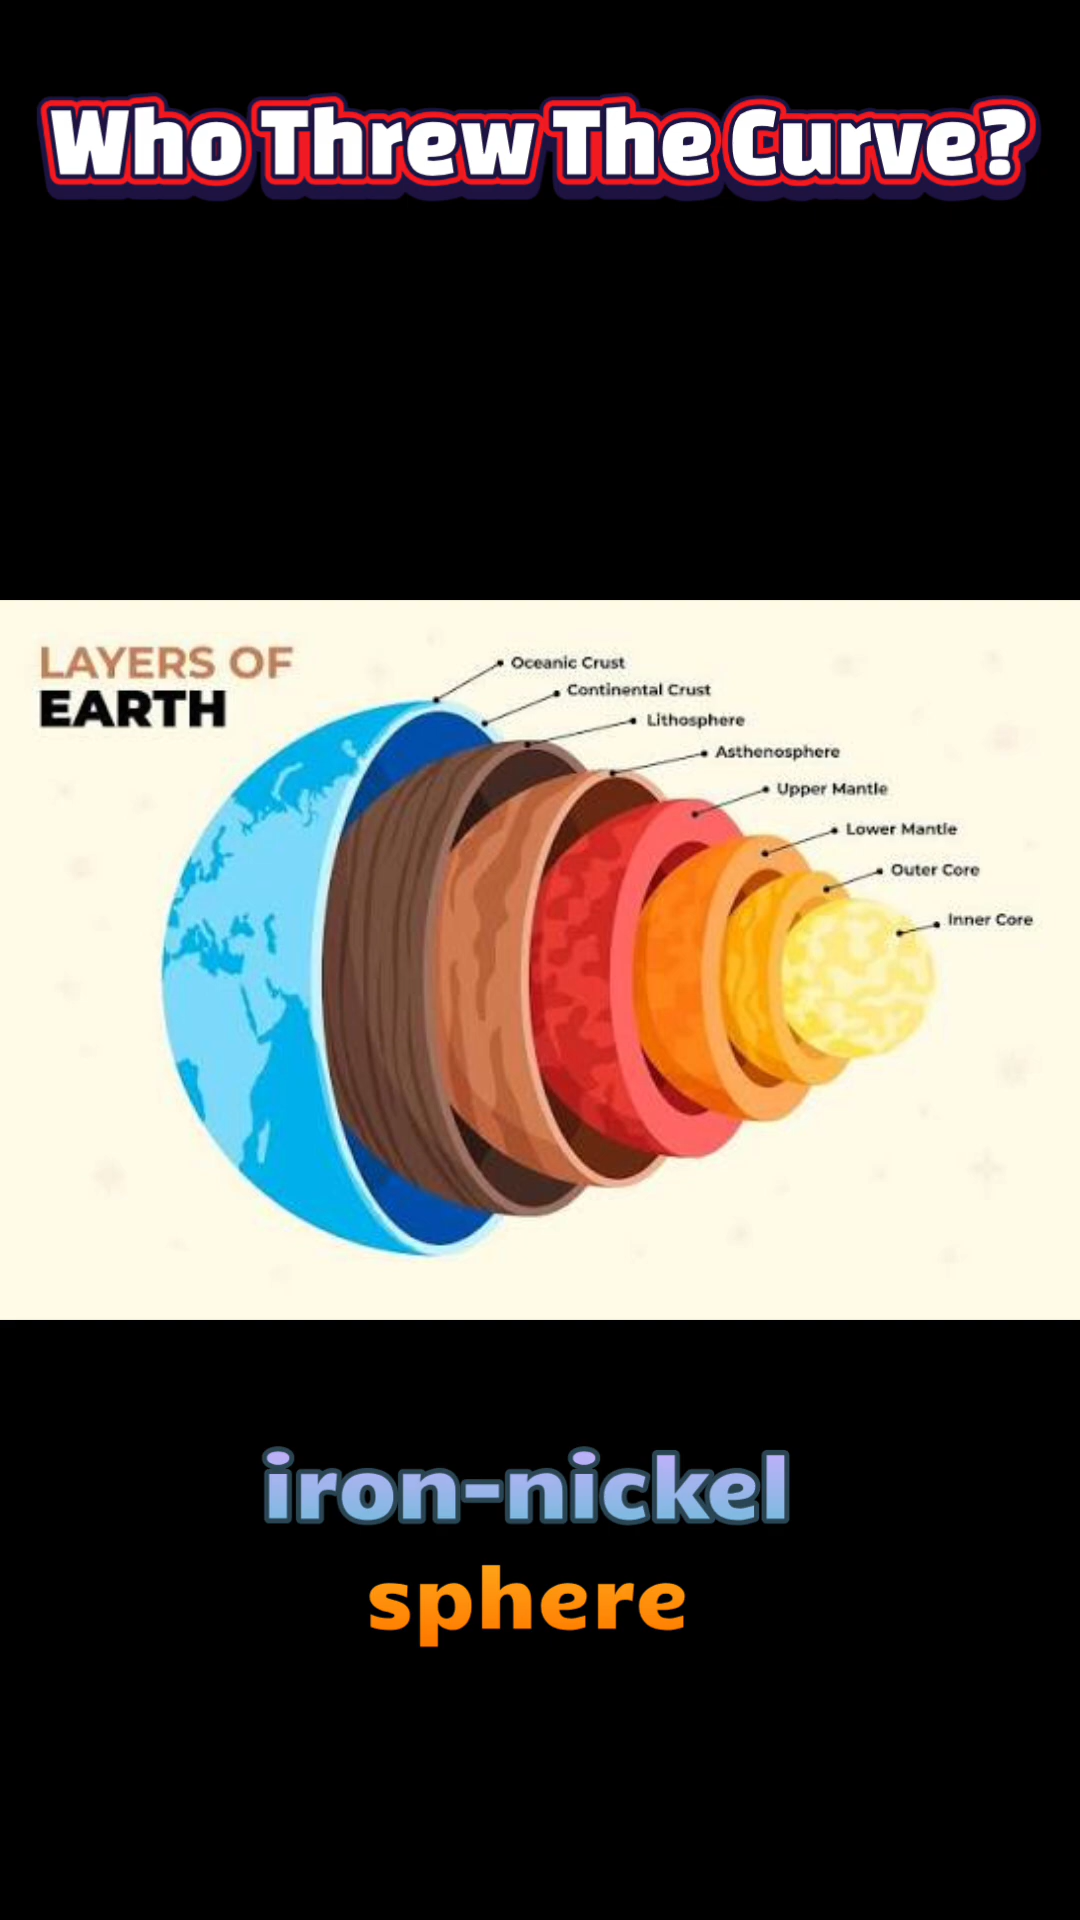 Who Threw The Curve?
LAYERS OF
EARTH
Oceanic Crust
Continental Crust
Lithosphere
Asthenosphere
Upper Mantle
Lower Mantle
Outer Core
Inner Core
iron-nickel
sphere